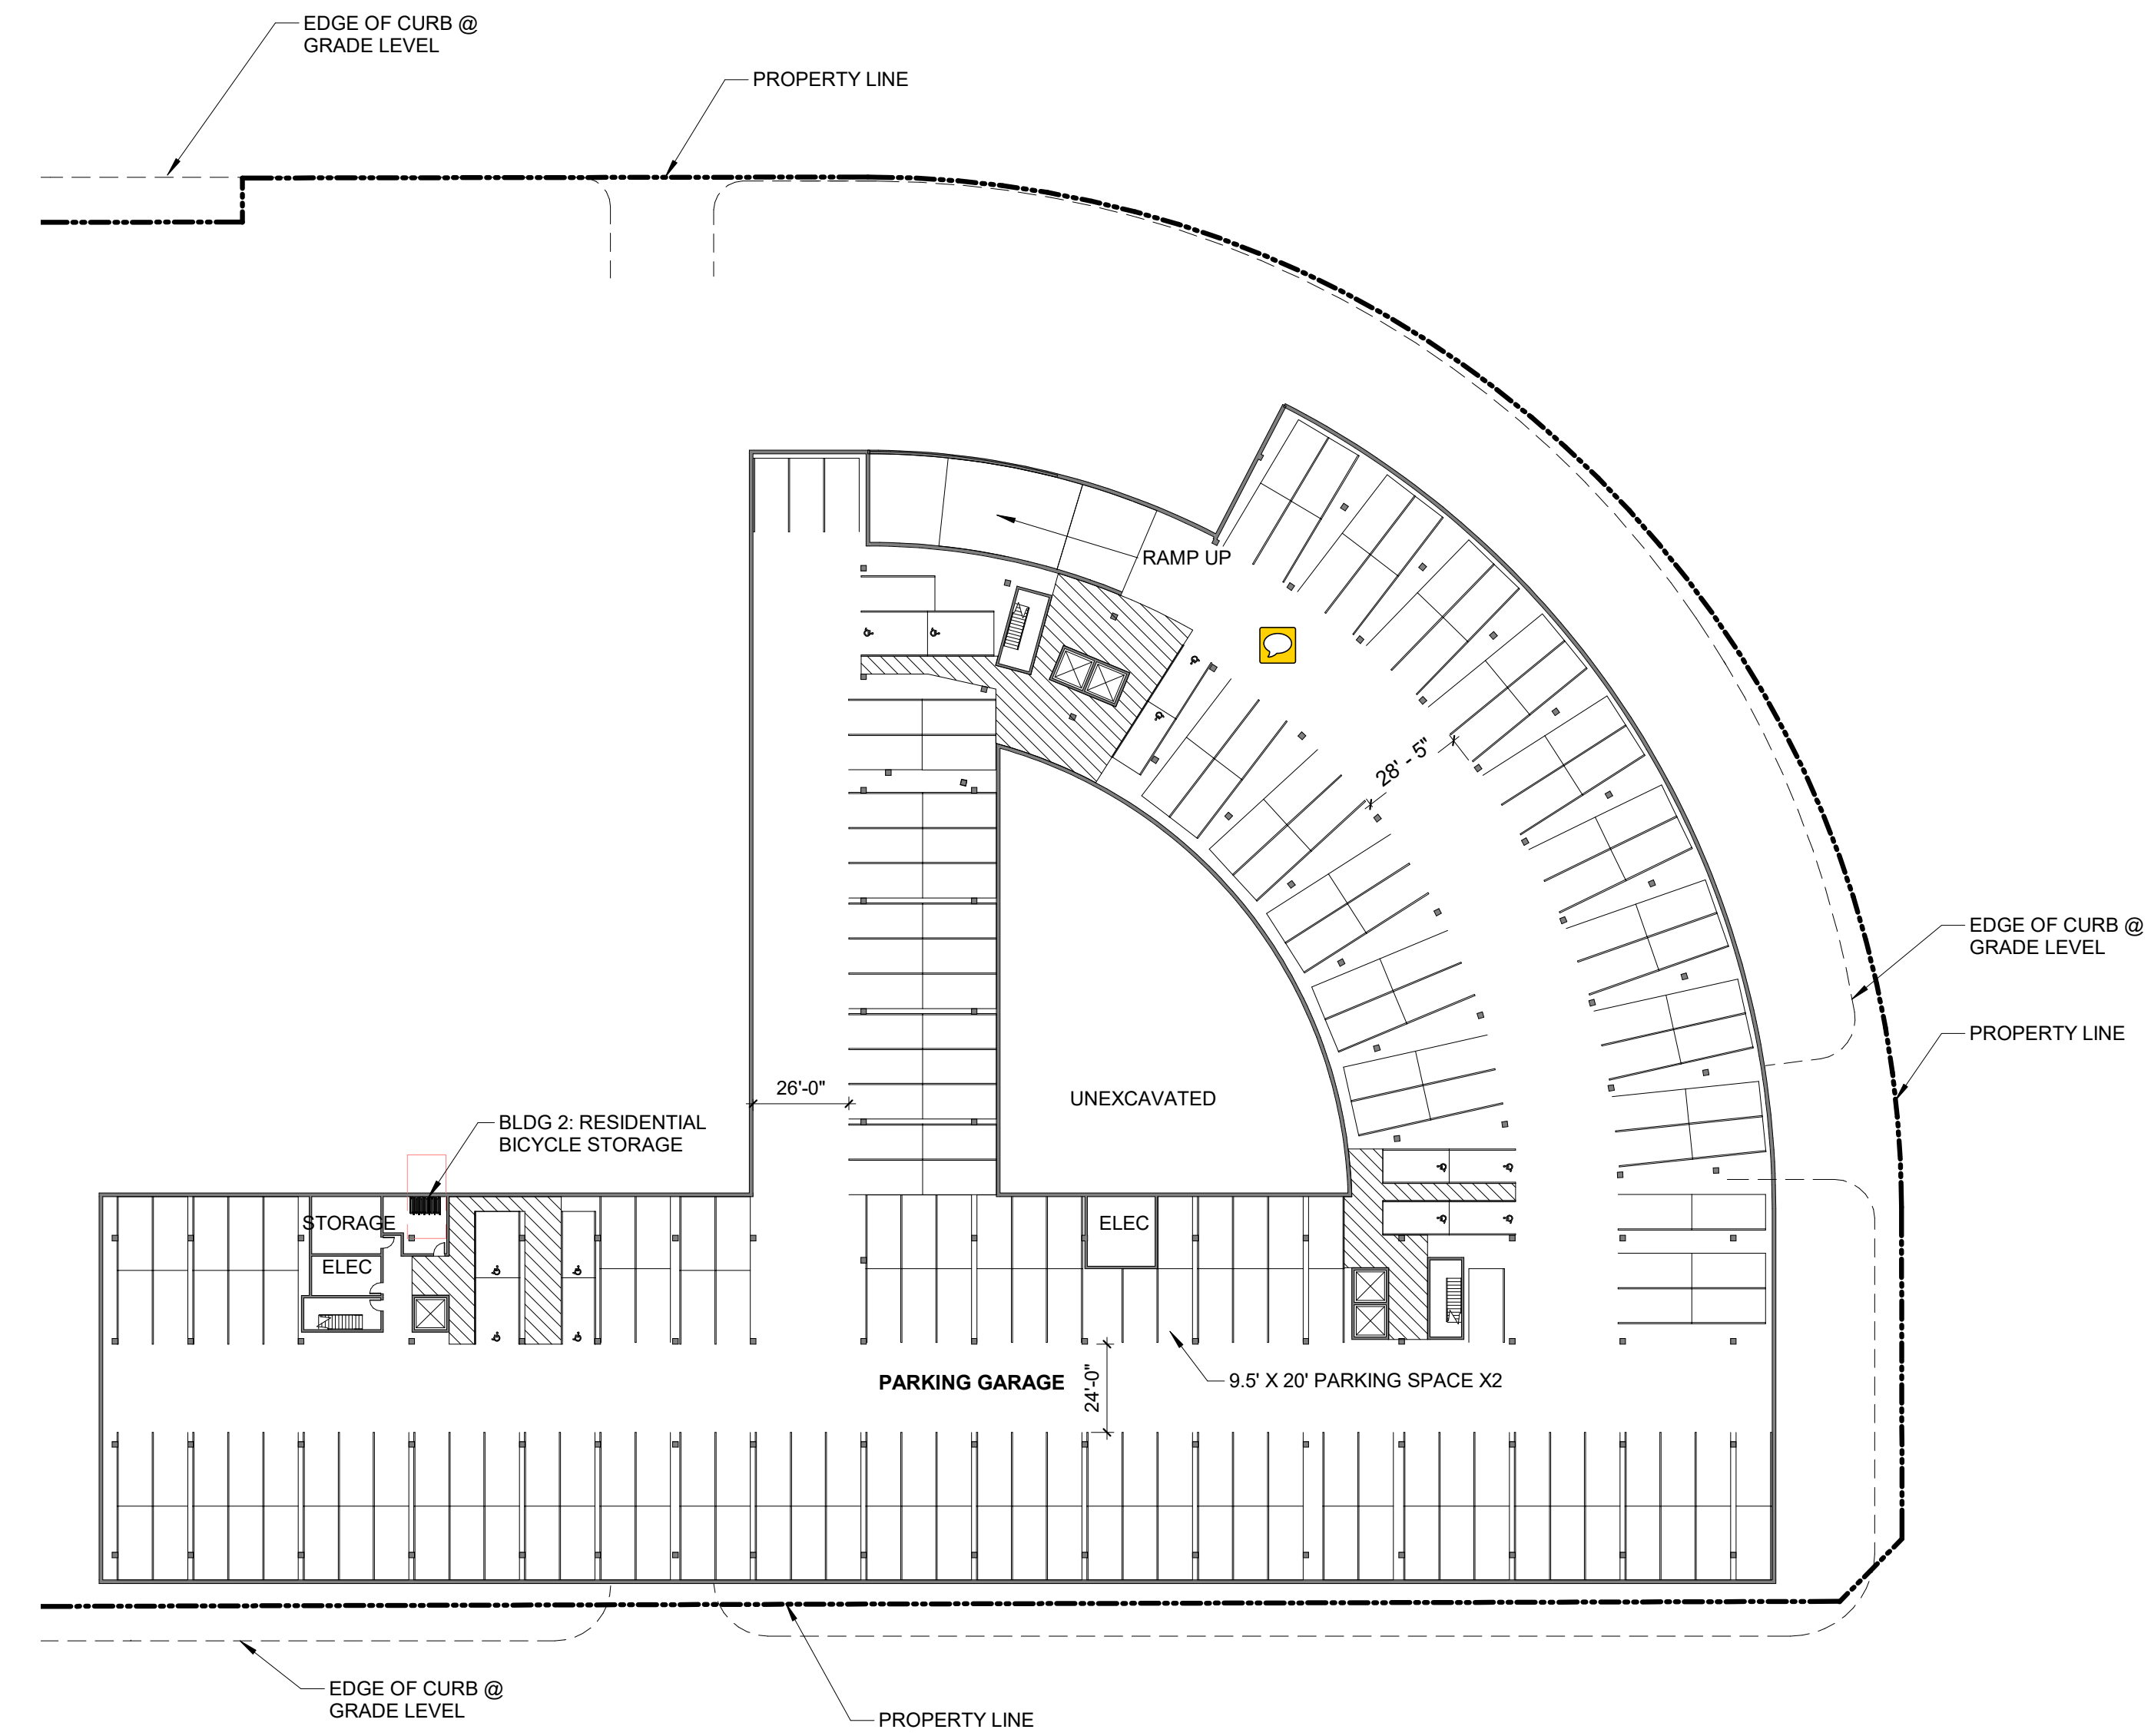 EDGE OF CURB @
GRADE LEVEL
PROPERTY LINE
RAMP UP
28' - 5"
EDGE OF CURB @
GRADE LEVEL
PROPERTY LINE
26'-0"
UNEXCAVATED
BLDG 2: RESIDENTIAL
BICYCLE STORAGE
STORAGE
ELEC
ELEC
PARKING GARAGE
24'-0"
9.5' X 20' PARKING SPACE X2
EDGE OF CURB @
GRADE LEVEL
PROPERTY LINE